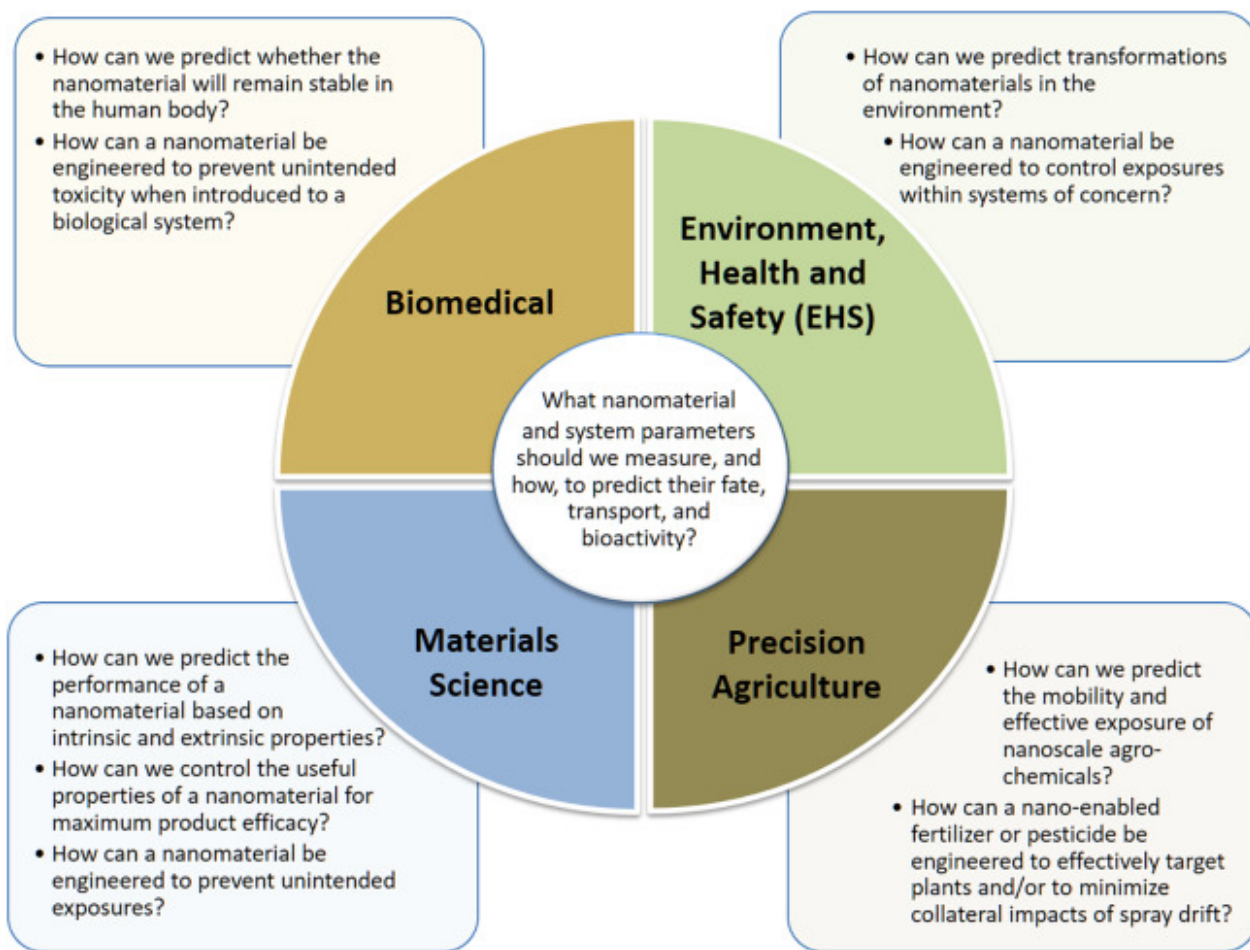 • How can we predict whether the
nanomaterial will remain stable in
the human body?
• How can a nanomaterial be
engineered to prevent unintended
toxicity when introduced to a
biological system?
• How can we predict transformations
of nanomaterials in the
environment?
• How can a nanomaterial be
engineered to control exposures
within systems of concern?
Biomedical
Environment,
Health and
Safety (EHS)
What nanomaterial
and system parameters
should we measure, and
how, to predict their fate,
transport, and
bioactivity?
Materials
Science
Precision
Agriculture
• How can we predict the
performance of a
nanomaterial based on
intrinsic and extrinsic properties?
• How can we control the useful
properties of a nanomaterial for
maximum product efficacy?
• How can a nanomaterial be
engineered to prevent unintended
exposures?
• How can we predict
the mobility and
effective exposure of
nanoscale agro-
chemicals?
• How can a nano-enabled
fertilizer or pesticide be
engineered to effectively target
plants and/or to minimize
collateral impacts of spray drift?